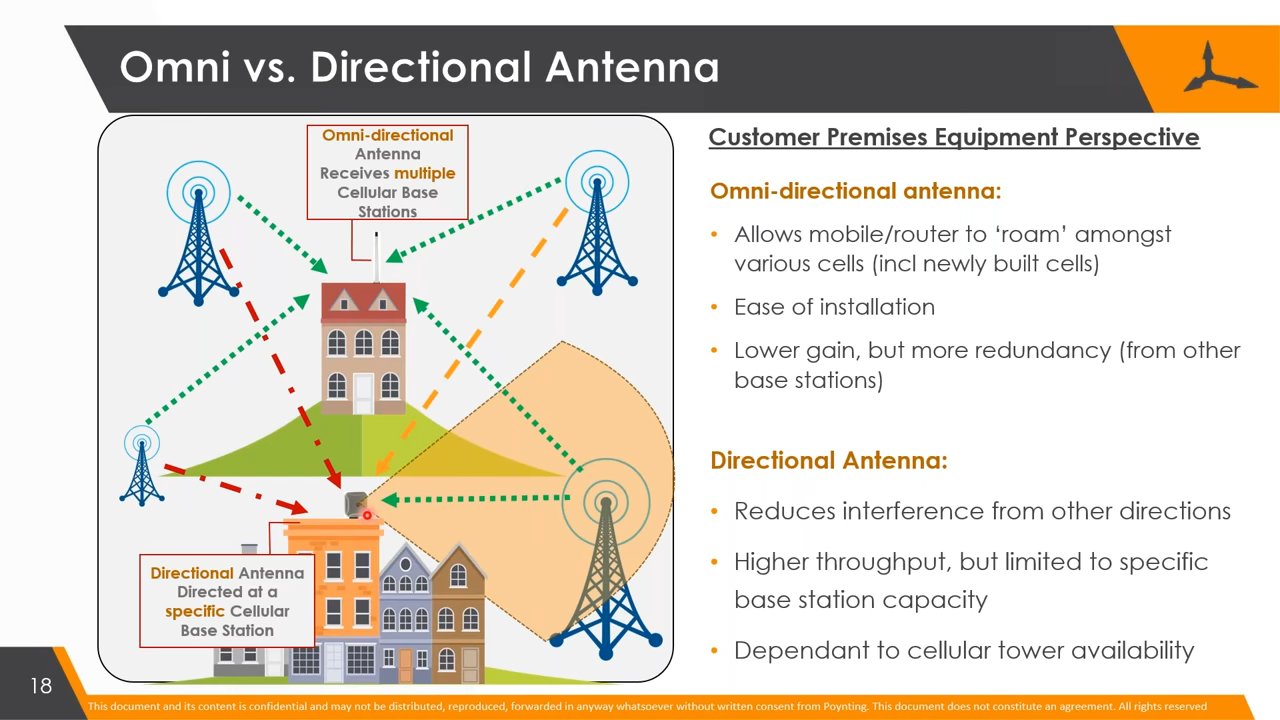 Omni vs. Directional Antenna
Omni-directional
Antenna
Receives multiple
Cellular Base
Stations
Directional Antenna
Directed at a
specific Cellular
Base Station
Customer Premises Equipment Perspective
Omni-directional antenna:
• Allows mobile/router to ‘roam’ amongst
various cells (incl newly built cells)
• Ease of installation
• Lower gain, but more redundancy (from other
base stations)
Directional Antenna:
• Reduces interference from other directions
• Higher throughput, but limited to specific
base station capacity
• Dependant to cellular tower availability
18
This document and its content is confidential and may not be distributed, reproduced, forwarded in anyway whatsoever without written consent from Poynting. This document does not constitute an agreement. All rights reserved